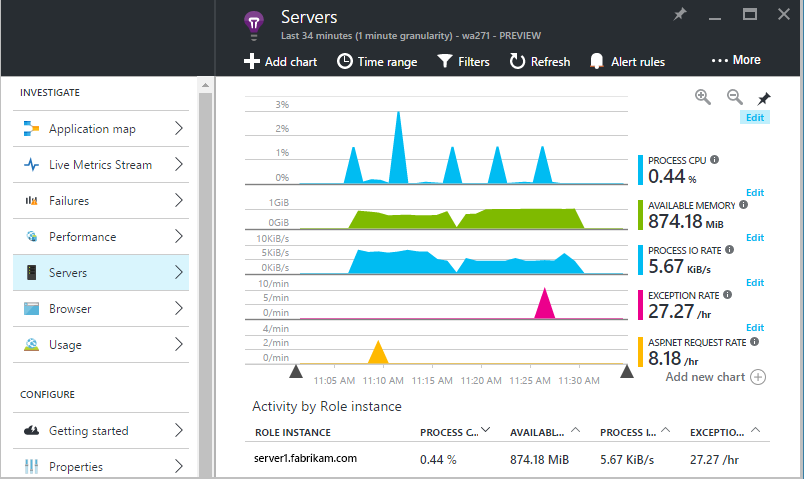 Servers
Last 34 minutes (1 minute granularity) - wa271 - PREVIEW
Add chart Time range Filters Refresh Alert rules ••• More
INVESTIGATE
Application map
Live Metrics Stream
Failures
Performance
Servers
Browser
Usage
CONFIGURE
Getting started
Properties
Edit
3%
2%
1%
0%
PROCESS CPU
0.44 %
Edit
1GiB
0GiB
AVAILABLE MEMORY
874.18 MiB
Edit
10KiB/s
5KiB/s
0KiB/s
PROCESS IO RATE
5.67 KiB/s
Edit
10/min
5/min
0/min
EXCEPTION RATE
27.27 /hr
Edit
4/min
2/min
0/min
ASP.NET REQUEST RATE
8.18 /hr
11:05 AM 11:10 AM 11:15 AM 11:20 AM 11:25 AM 11:30 AM
Add new chart
Activity by Role instance
ROLE INSTANCE PROCESS C... AVAILABL... PROCESS I... EXCEPTIO...
server1.fabrikam.com 0.44 % 874.18 MiB 5.67 KiB/s 27.27 /hr